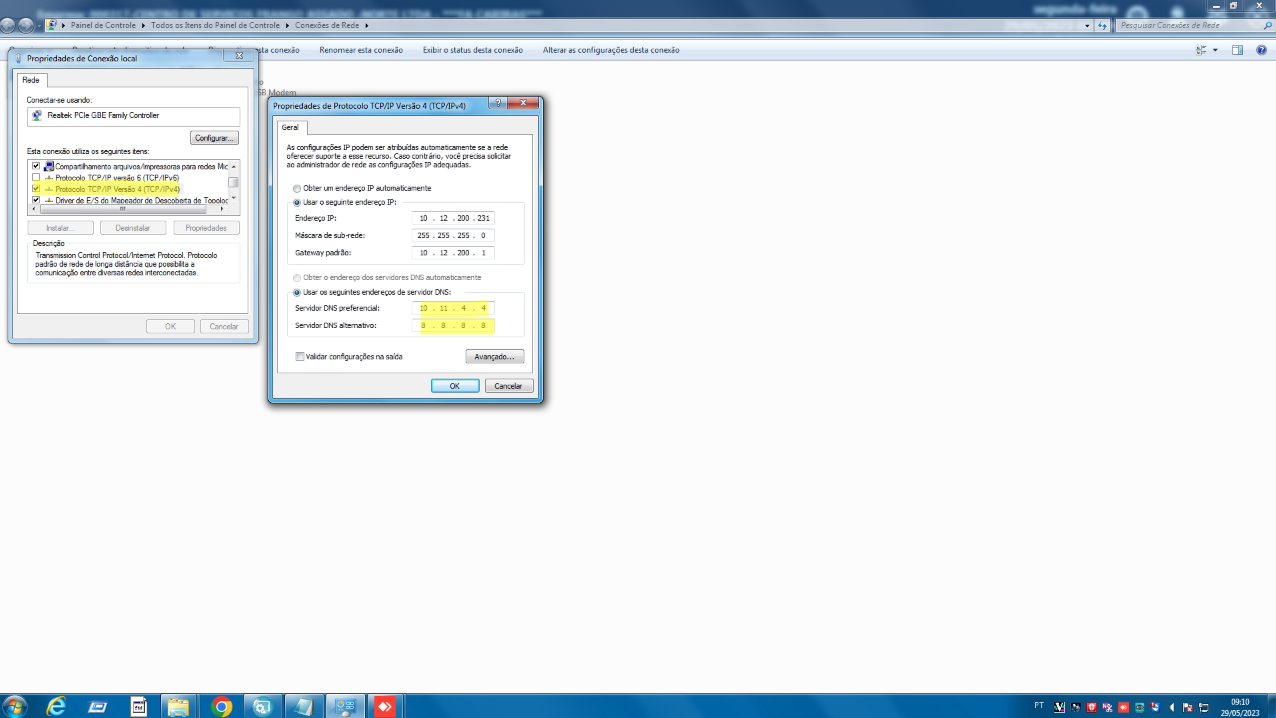 segunda-feira
Painel de Controle ▸ Todos os Itens do Painel de Controle ▸ Conexões de Rede ▸
Pesquisar Conexões de Rede
esta conexão Renomear esta conexão Exibir o status desta conexão Alterar as configurações desta conexão
SB Modem
Propriedades de Conexão local
Rede
Conectar-se usando:
Realtek PCIe GBE Family Controller
Configurar...
Esta conexão utiliza os seguintes itens:
Compartilhamento arquivos/impressoras para redes Mic
Protocolo TCP/IP versão 6 (TCP/IPv6)
Protocolo TCP/IP Versão 4 (TCP/IPv4)
Driver de E/S do Mapeador de Descoberta de Topoloc
Instalar... Desinstalar Propriedades
Descrição
Transmission Control Protocol/Internet Protocol. Protocolo
padrão de rede de longa distância que possibilita a
comunicação entre diversas redes interconectadas.
OK Cancelar
Propriedades de Protocolo TCP/IP Versão 4 (TCP/IPv4)
Geral
As configurações IP podem ser atribuídas automaticamente se a rede
oferecer suporte a esse recurso. Caso contrário, você precisa solicitar
ao administrador de rede as configurações IP adequadas.
Obter um endereço IP automaticamente
Usar o seguinte endereço IP:
Endereço IP: 10 . 12 . 200 . 231
Máscara de sub-rede: 255 . 255 . 255 . 0
Gateway padrão: 10 . 12 . 200 . 1
Obter o endereço dos servidores DNS automaticamente
Usar os seguintes endereços de servidor DNS:
Servidor DNS preferencial: 10 . 11 . 4 . 4
Servidor DNS alternativo: 8 . 8 . 8 . 8
Validar configurações na saída
Avançado...
OK Cancelar
PT
09:10
29/05/2023